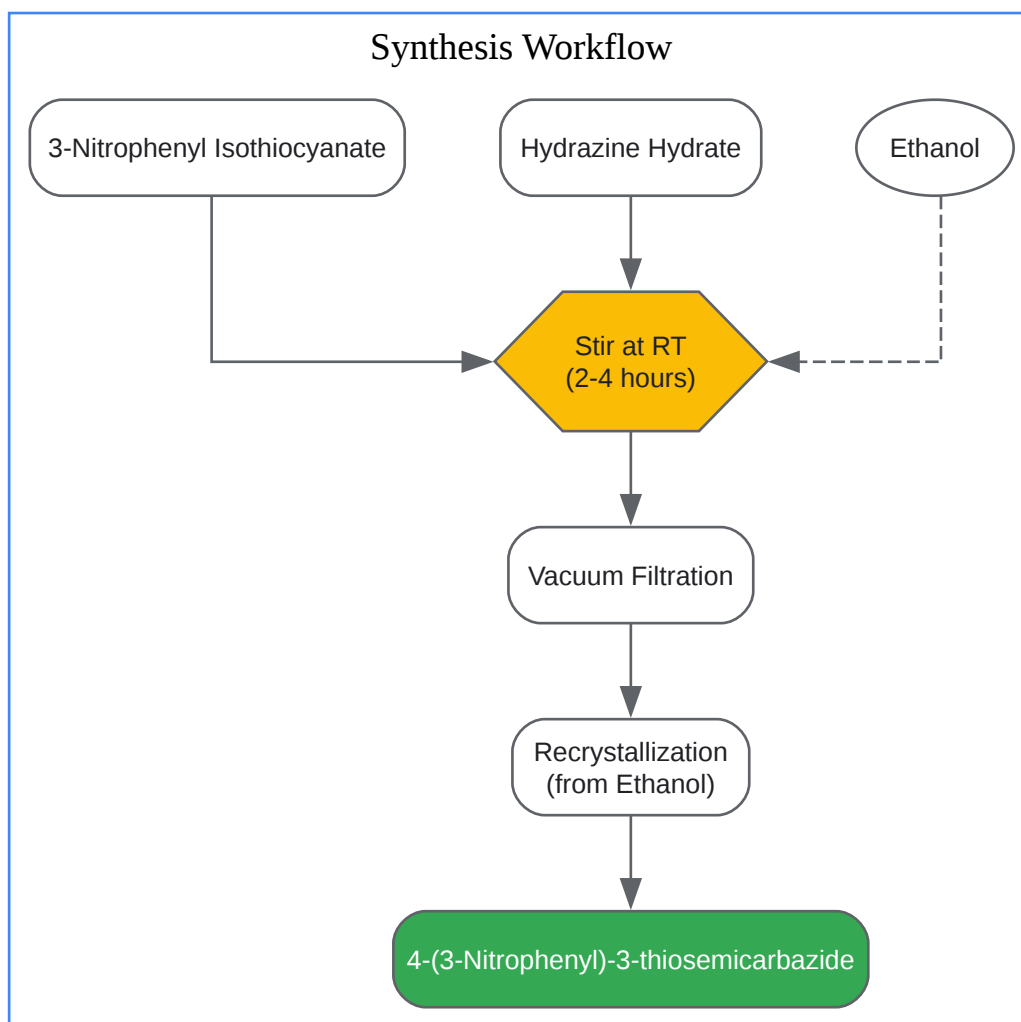 Synthesis Workflow
3-Nitrophenyl Isothiocyanate
Hydrazine Hydrate
Ethanol
Stir at RT
(2-4 hours)
Vacuum Filtration
Recrystallization
(from Ethanol)
4-(3-Nitrophenyl)-3-thiosemicarbazide